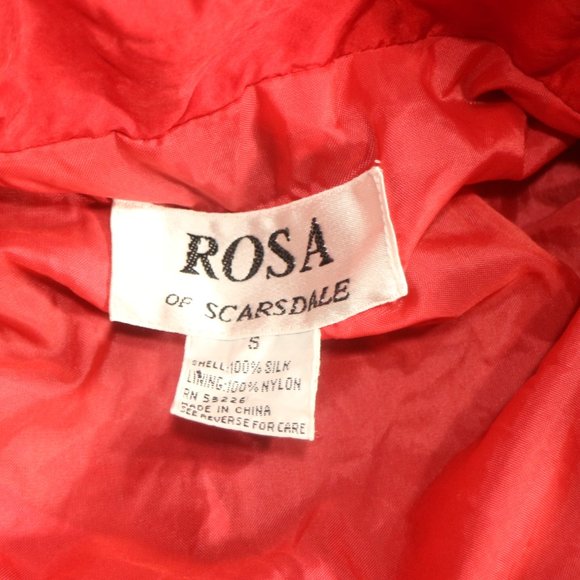 ROSA
OF SCARSDALE
S
SHELL:100% SILK
LINING:100% NYLON
RN 58226
MADE IN CHINA
SEE REVERSE FOR CARE